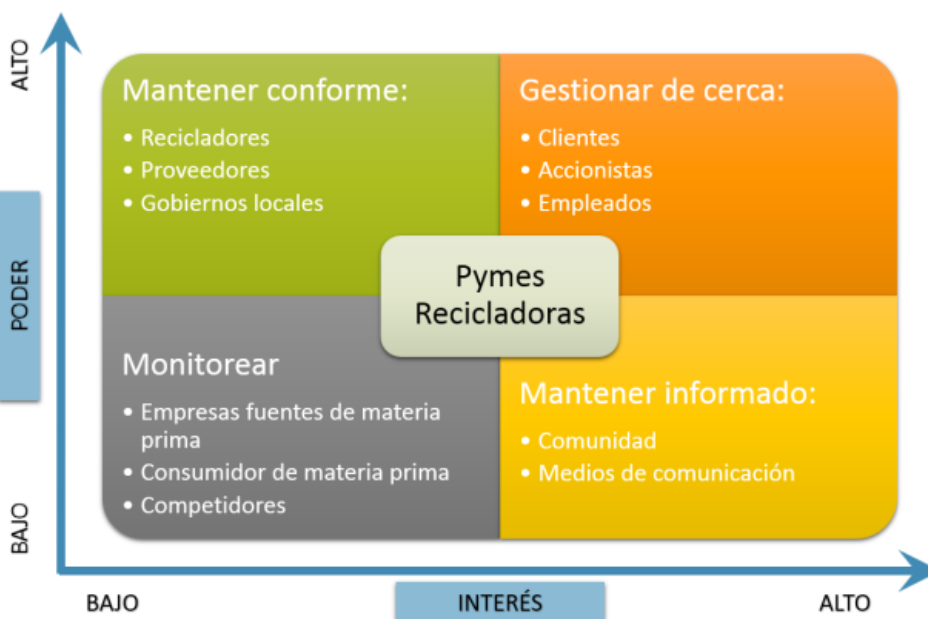 ALTO
PODER
BAJO
Mantener conforme:
• Recicladores
• Proveedores
• Gobiernos locales
Gestionar de cerca:
• Clientes
• Accionistas
• Empleados
Pymes
Recicladoras
Monitorear
• Empresas fuentes de materia
prima
• Consumidor de materia prima
• Competidores
Mantener informado:
• Comunidad
• Medios de comunicación
BAJO
INTERÉS
ALTO